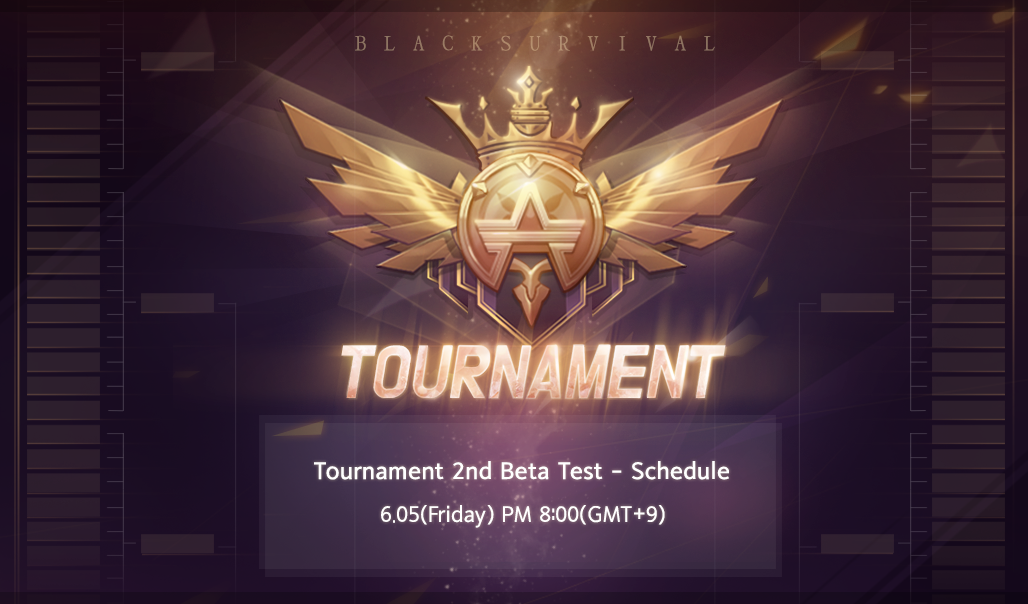 BLACKSURVIVAL
TOURNAMENT
Tournament 2nd Beta Test - Schedule
6.05(Friday) PM 8:00(GMT+9)